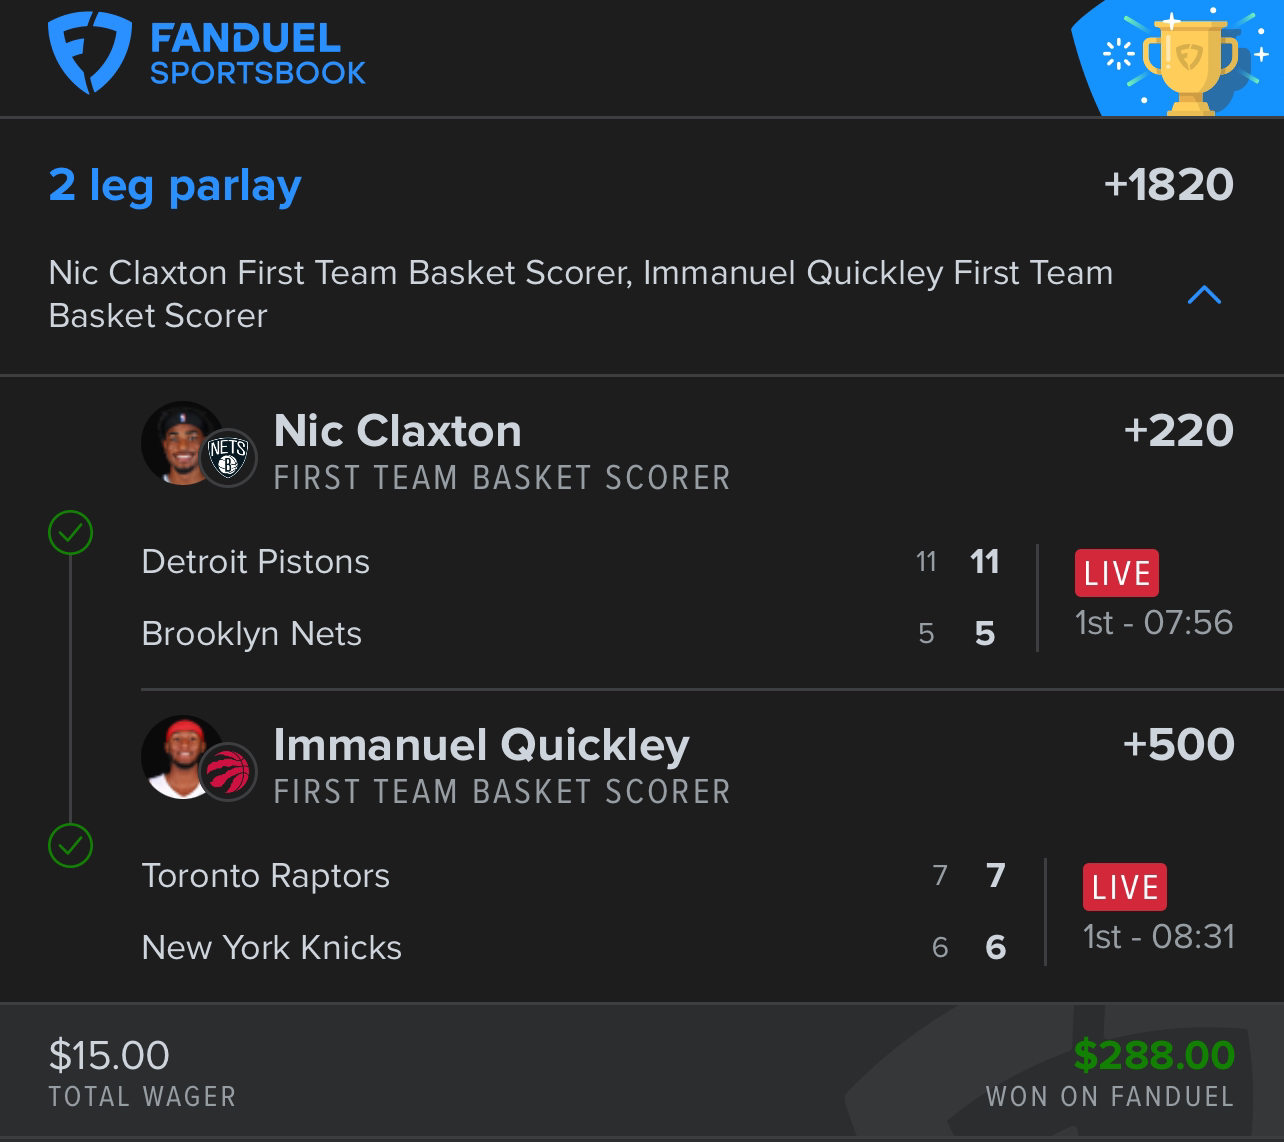 FANDUEL
SPORTSBOOK
2 leg parlay +1820
Nic Claxton First Team Basket Scorer, Immanuel Quickley First Team
Basket Scorer
Nic Claxton +220
FIRST TEAM BASKET SCORER
NETS
B
Detroit Pistons 11 11 LIVE
Brooklyn Nets 5 5 1st - 07:56
Immanuel Quickley +500
FIRST TEAM BASKET SCORER
Toronto Raptors 7 7 LIVE
New York Knicks 6 6 1st - 08:31
$15.00 $288.00
TOTAL WAGER WON ON FANDUEL